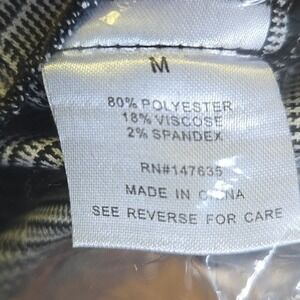 M
80% POLYESTER
18% VISCOSE
2% SPANDEX
RN#147635
MADE IN CHINA
SEE REVERSE FOR CARE